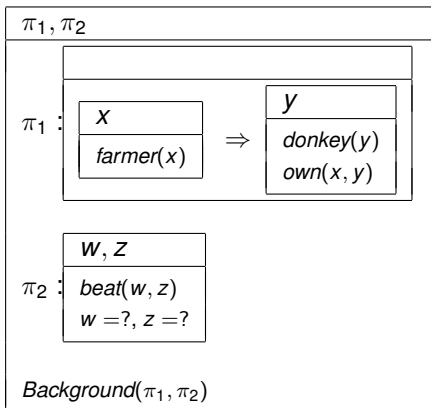 π₁, π₂
π₁ :
x
farmer(x)
⇒
y
donkey(y)
own(x, y)
π₂ :
w, z
beat(w, z)
w =?, z =?
Background(π₁, π₂)